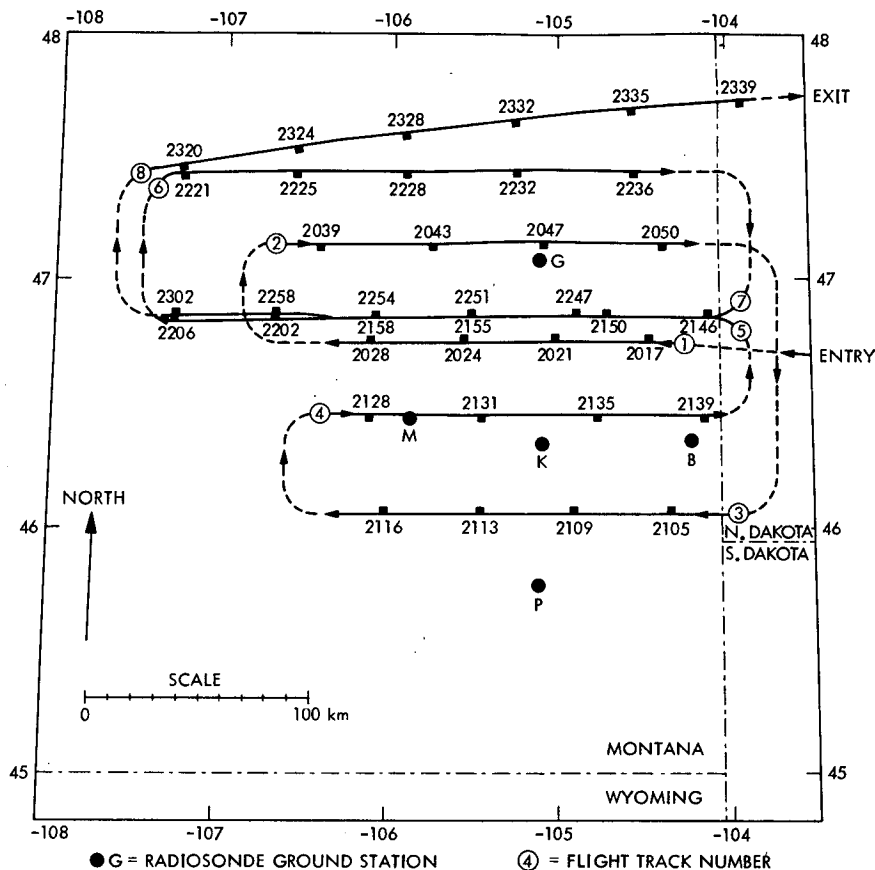 -108 -107 -106 -105 -104
48 48
2339 EXIT
2335
2332
2328
2324
2320
8
6
2221 2225 2228 2232 2236
2 2039 2043 2047 2050
G
47 47
2302 2258 2254 2251 2247 7
2206 2202 2158 2155 2150 2146 5
2028 2024 2021 2017 1 ENTRY
4 2128 2131 2135 2139
M K B
NORTH
3
2116 2113 2109 2105
46 46
N. DAKOTA
S. DAKOTA
P
SCALE
0 100 km
MONTANA
45 45
WYOMING
-108 -107 -106 -105 -104
G = RADIOSONDE GROUND STATION 4 = FLIGHT TRACK NUMBER